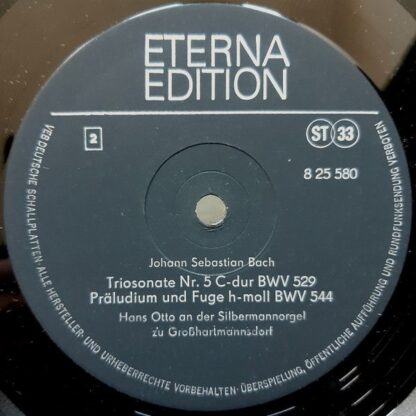 ETERNA
EDITION
2
ST 33
8 25 580
Johann Sebastian Bach
Triosonate Nr. 5 C-dur BWV 529
Präludium und Fuge h-moll BWV 544
Hans Otto an der Silbermannorgel
zu Großhartmannsdorf
VEB DEUTSCHE SCHALLPLATTEN · ALLE HERSTELLER- UND URHEBERRECHTE VORBEHALTEN · ÜBERSPIELUNG, ÖFFENTLICHE AUFFÜHRUNG UND RUNDFUNKSENDUNG VERBOTEN